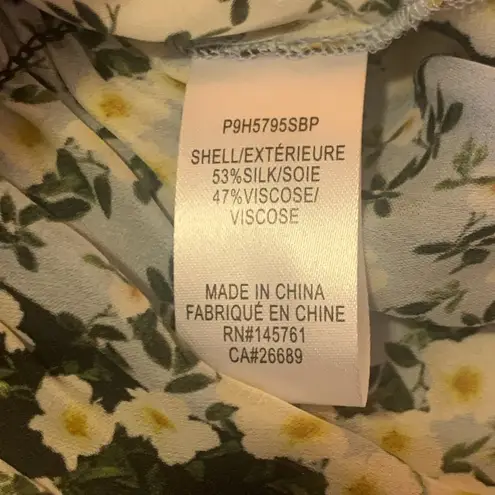 P9H5795SBP
SHELL/EXTÉRIEURE
53%SILK/SOIE
47%VISCOSE/
VISCOSE
MADE IN CHINA
FABRIQUÉ EN CHINE
RN#145761
CA#26689